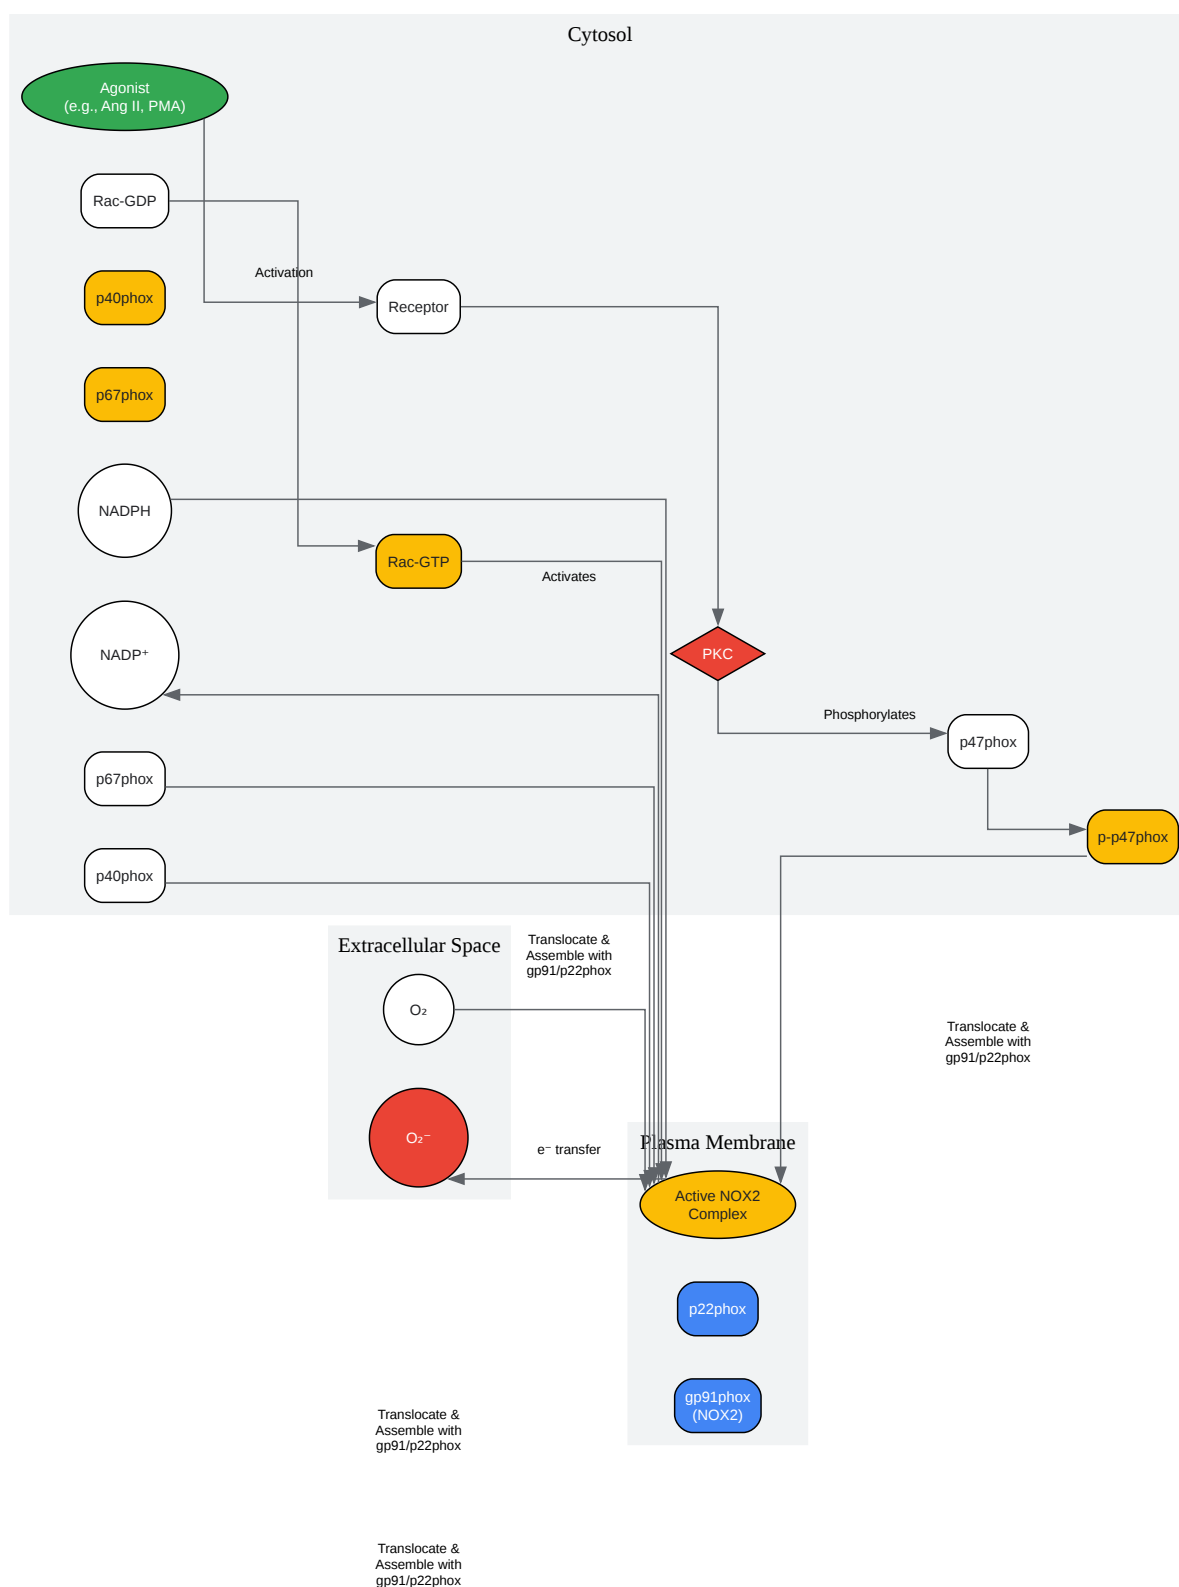 Cytosol
Agonist
(e.g., Ang II, PMA)
Rac-GDP
Activation
p40phox
Receptor
p67phox
NADPH
Rac-GTP
Activates
NADP⁺
PKC
Phosphorylates
p47phox
p67phox
p-p47phox
p40phox
Extracellular Space
Translocate &
Assemble with
gp91/p22phox
O₂
Translocate &
Assemble with
gp91/p22phox
O₂⁻
e⁻ transfer
Plasma Membrane
Active NOX2
Complex
p22phox
gp91phox
(NOX2)
Translocate &
Assemble with
gp91/p22phox
Translocate &
Assemble with
gp91/p22phox